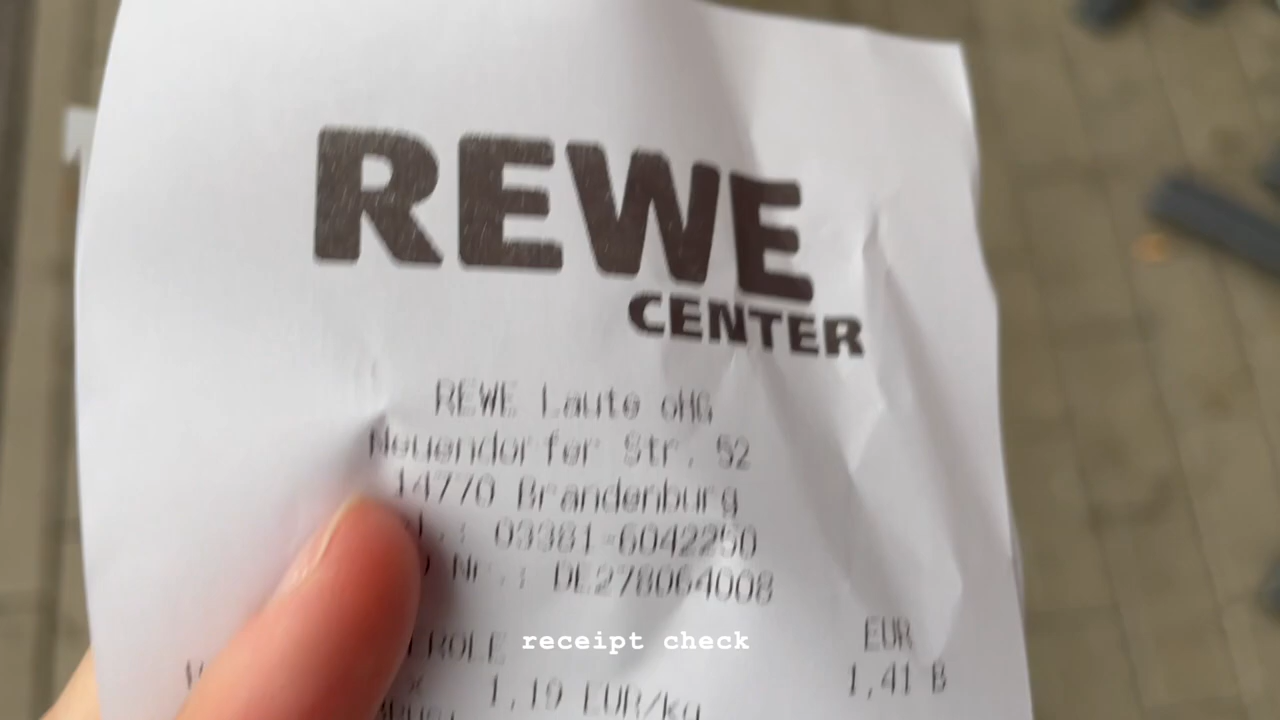 REWE
CENTER
REWE Laute oHG
Neuendorfer Str. 52
14770 Brandenburg
03381-6042250
Nr.: DE278064008
EUR
receipt check
1,41 B
1,19 EUR/kg